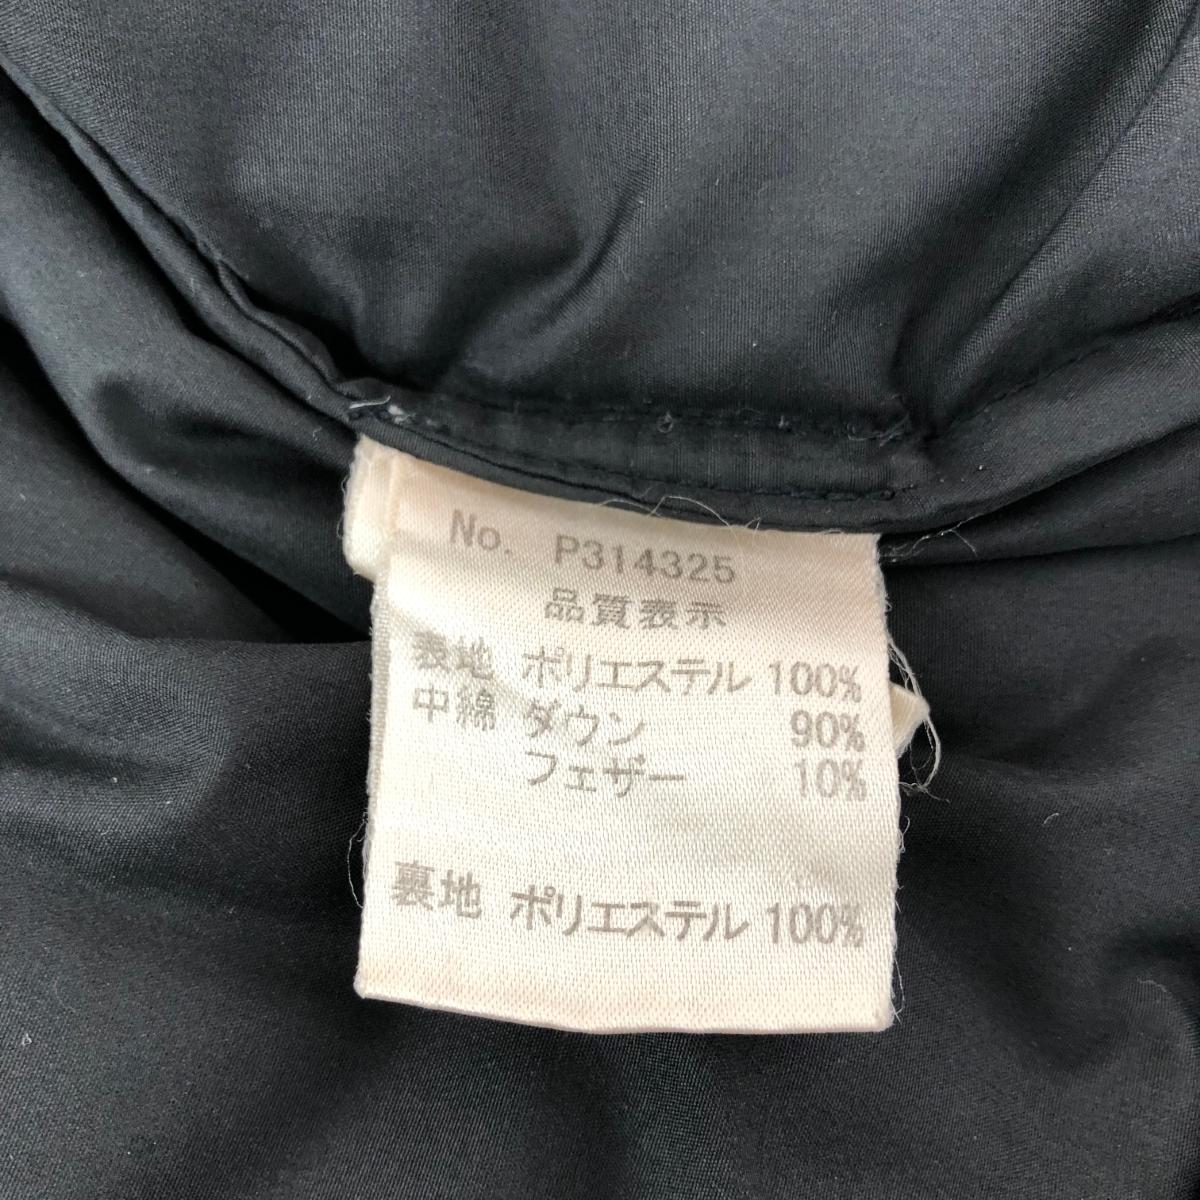 No. P314325
品質表示
表地 ポリエステル 100%
中綿 ダウン 90%
フェザー 10%
裏地 ポリエステル 100%